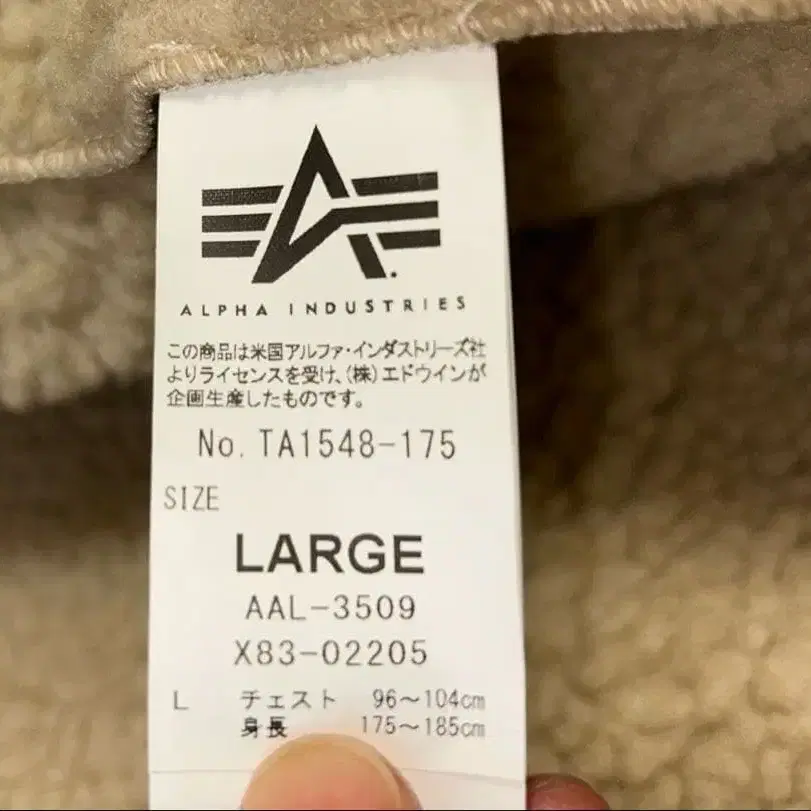 ALPHA INDUSTRIES
この商品は米国アルファ・インダストリーズ社
よりライセンスを受け、(株)エドウインが
企画生産したものです。
No. TA1548-175
SIZE
LARGE
AAL-3509
X83-02205
L チェスト 96～104cm
身長 175～185cm